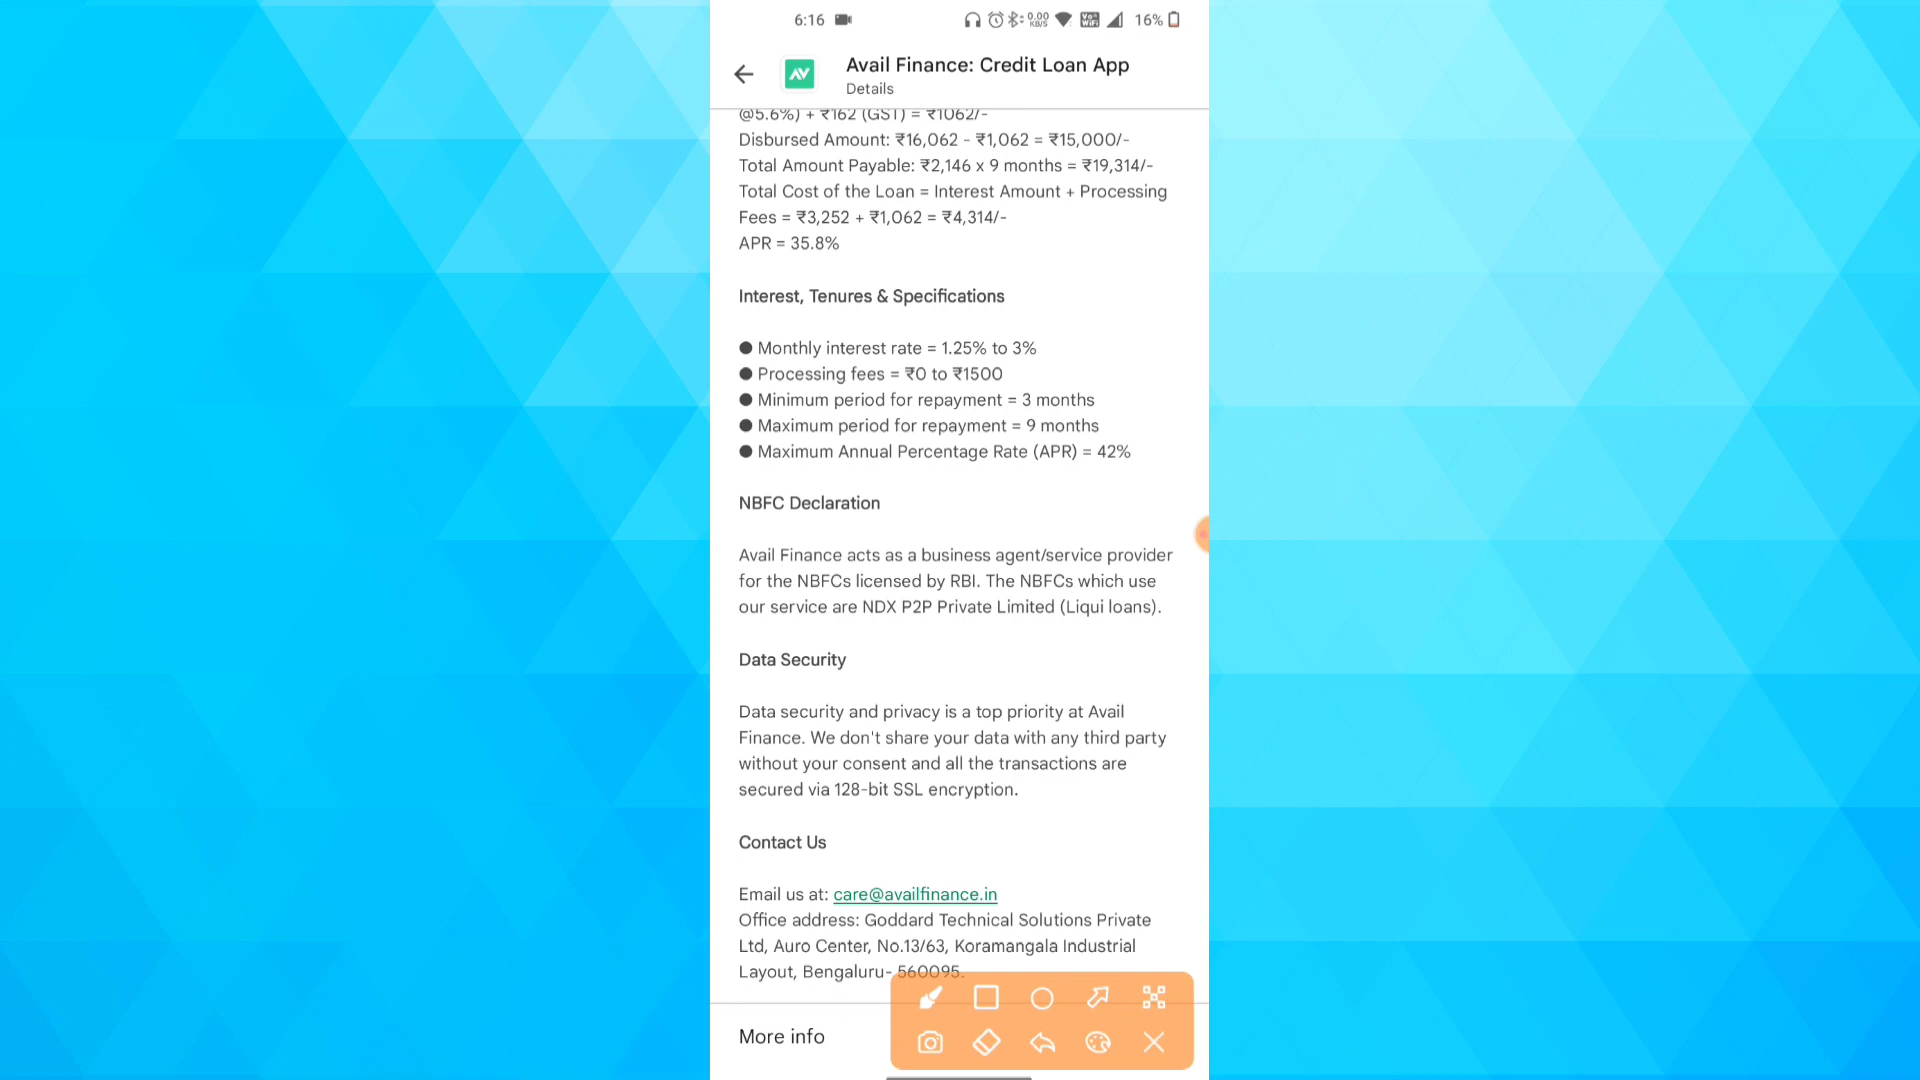 6:16
0.00
KB/S
Vo
WiFi
16%
AV
Avail Finance: Credit Loan App
Details
@5.6%) + ₹162 (GST) = ₹1062/-
Disbursed Amount: ₹16,062 - ₹1,062 = ₹15,000/-
Total Amount Payable: ₹2,146 x 9 months = ₹19,314/-
Total Cost of the Loan = Interest Amount + Processing
Fees = ₹3,252 + ₹1,062 = ₹4,314/-
APR = 35.8%
Interest, Tenures & Specifications
● Monthly interest rate = 1.25% to 3%
● Processing fees = ₹0 to ₹1500
● Minimum period for repayment = 3 months
● Maximum period for repayment = 9 months
● Maximum Annual Percentage Rate (APR) = 42%
NBFC Declaration
Avail Finance acts as a business agent/service provider
for the NBFCs licensed by RBI. The NBFCs which use
our service are NDX P2P Private Limited (Liqui loans).
Data Security
Data security and privacy is a top priority at Avail
Finance. We don't share your data with any third party
without your consent and all the transactions are
secured via 128-bit SSL encryption.
Contact Us
Email us at: care@availfinance.in
Office address: Goddard Technical Solutions Private
Ltd, Auro Center, No.13/63, Koramangala Industrial
Layout, Bengaluru- 560095.
More info